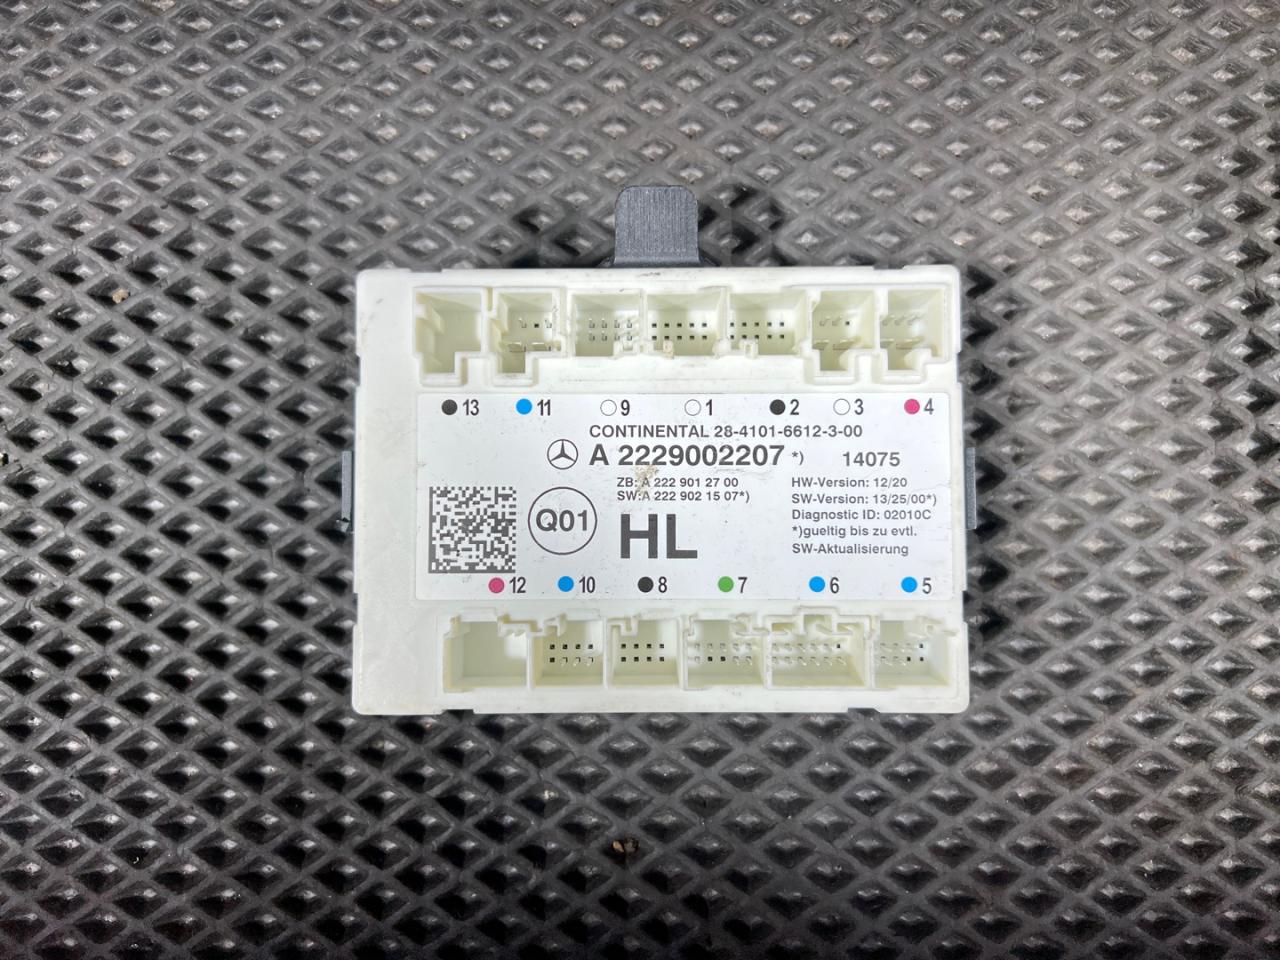 13 11 9 1 2 3 4
CONTINENTAL 28-4101-6612-3-00
A 2229002207 *) 14075
ZB: A 222 901 27 00
SW:A 222 902 15 07*)
HW-Version: 12/20
SW-Version: 13/25/00*)
Diagnostic ID: 02010C
*)gueltig bis zu evtl.
SW-Aktualisierung
Q01
HL
12 10 8 7 6 5